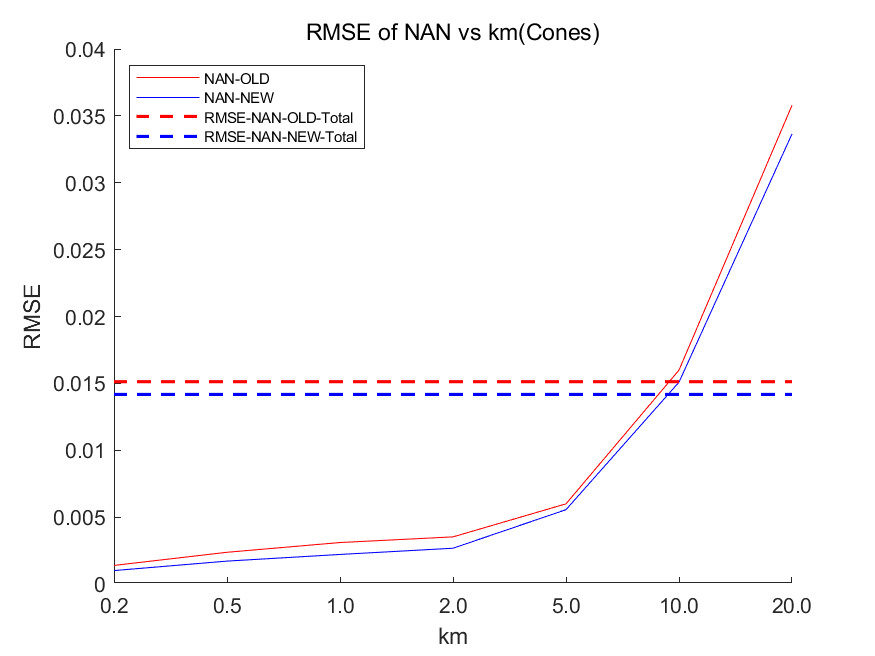 RMSE of NAN vs km(Cones)
0.04
0.035
0.03
0.025
0.02
0.015
0.01
0.005
0
RMSE
NAN-OLD
NAN-NEW
RMSE-NAN-OLD-Total
RMSE-NAN-NEW-Total
0.2 0.5 1.0 2.0 5.0 10.0 20.0
km